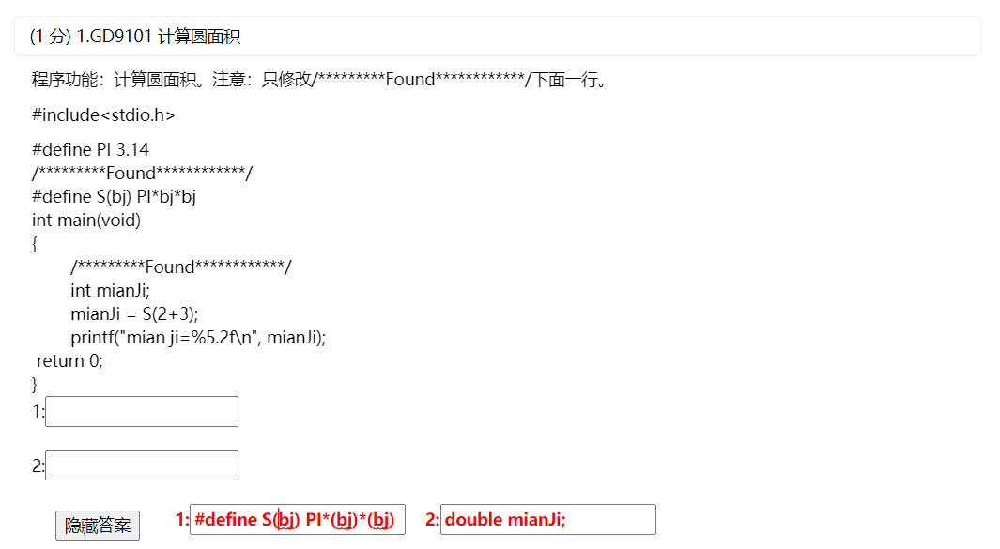 (1 分) 1.GD9101 计算圆面积
程序功能：计算圆面积。注意：只修改/*********Found************/下面一行。
#include<stdio.h>
#define PI 3.14
/*********Found************/
#define S(bj) PI*bj*bj
int main(void)
{
/*********Found************/
int mianJi;
mianJi = S(2+3);
printf("mian ji=%5.2f\n", mianJi);
return 0;
}
1:
2:
隐藏答案 1: #define S(bj) PI*(bj)*(bj) 2: double mianJi;